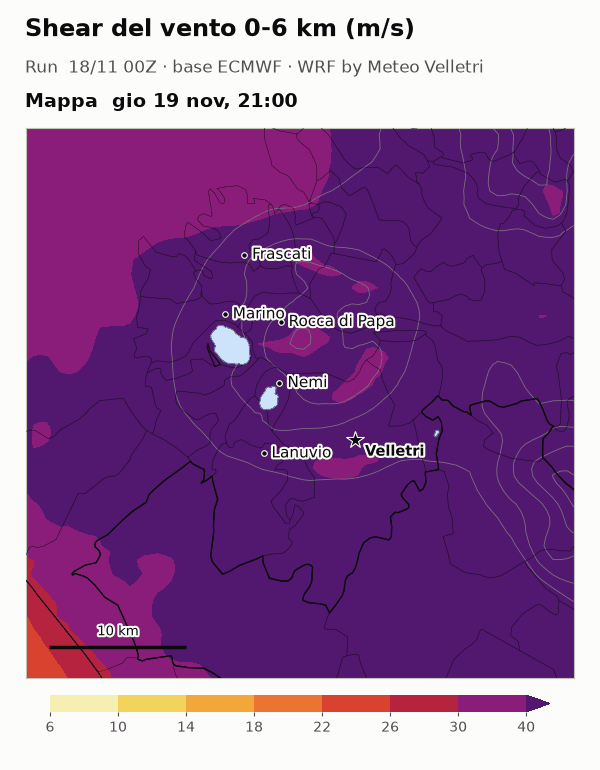 Shear del vento 0-6 km (m/s)
Run 18/11 00Z · base ECMWF · WRF by Meteo Velletri
Mappa gio 19 nov, 21:00
Frascati
Marino
Rocca di Papa
Nemi
Velletri
Lanuvio
10 km
6 10 14 18 22 26 30 40